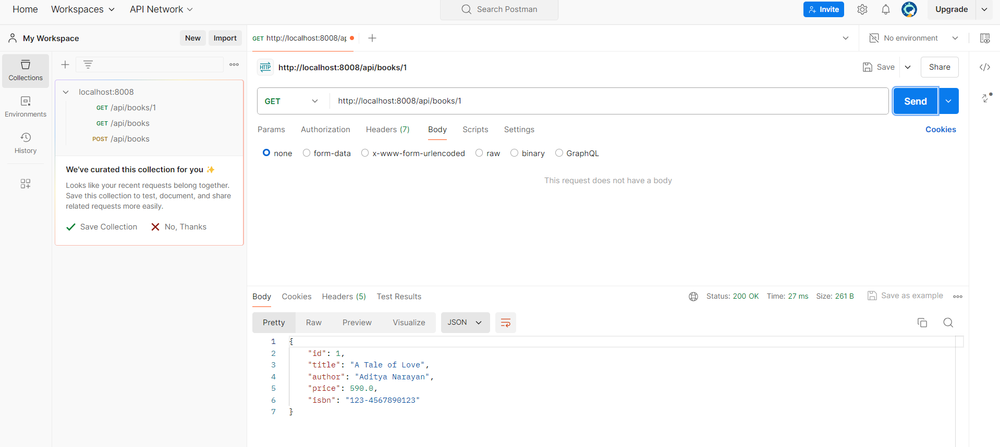 Home Workspaces API Network Search Postman Invite Upgrade
My Workspace New Import GET http://localhost:8008/ap No environment
Collections
Environments
History
localhost:8008
GET /api/books/1
GET /api/books
POST /api/books
We've curated this collection for you ✨
Looks like your recent requests belong together.
Save this collection to test, document, and share
related requests more easily.
Save Collection No, Thanks
HTTP http://localhost:8008/api/books/1 Save Share
GET http://localhost:8008/api/books/1 Send
Params Authorization Headers (7) Body Scripts Settings Cookies
none form-data x-www-form-urlencoded raw binary GraphQL
This request does not have a body
Body Cookies Headers (5) Test Results Status: 200 OK Time: 27 ms Size: 261 B Save as example
Pretty Raw Preview Visualize JSON
1 {
2 "id": 1,
3 "title": "A Tale of Love",
4 "author": "Aditya Narayan",
5 "price": 590.0,
6 "isbn": "123-4567890123"
7 }